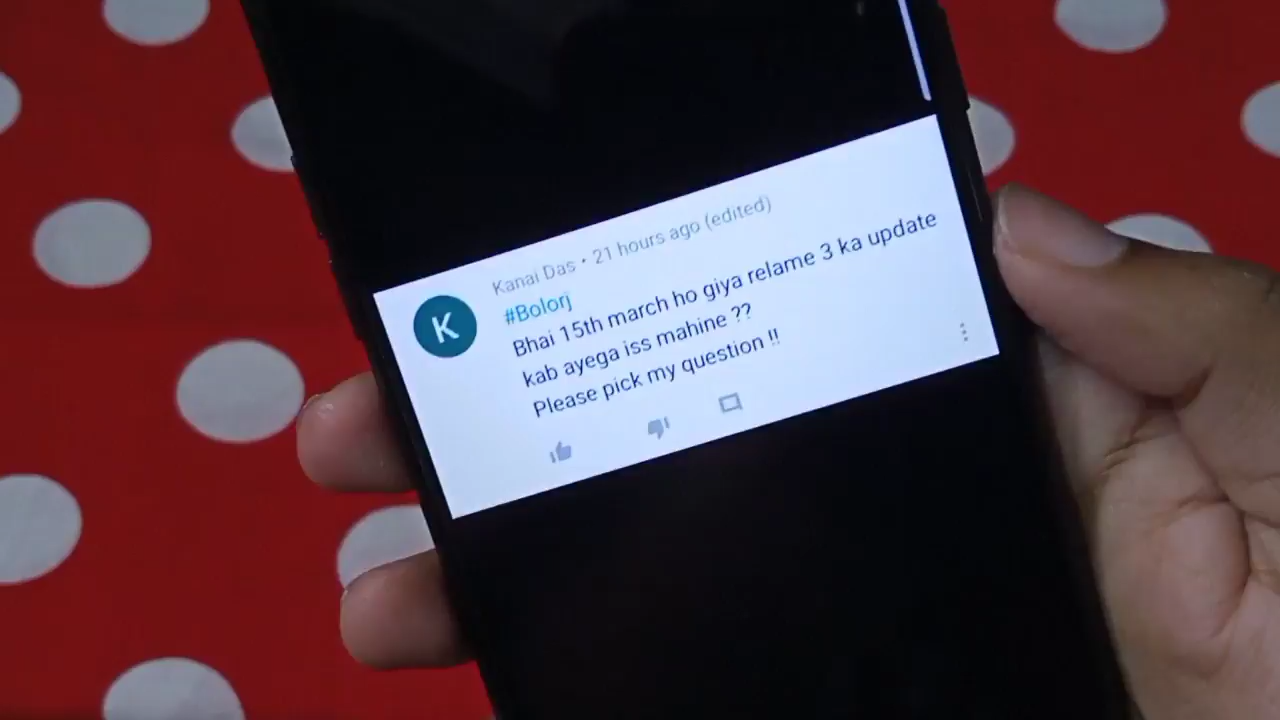 Kanai Das • 21 hours ago (edited)
K
#Bolorj
Bhai 15th march ho giya relame 3 ka update
kab ayega iss mahine ??
Please pick my question !!